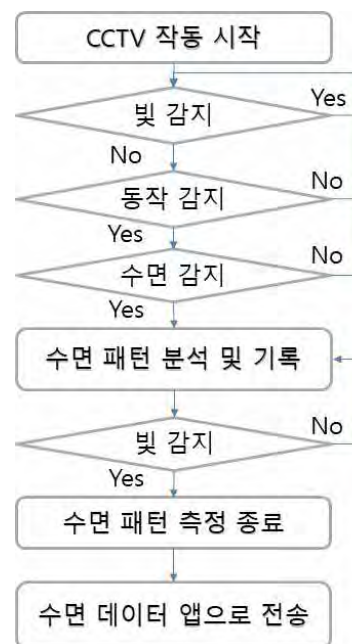 CCTV 작동 시작
빛 감지
Yes
No
동작 감지
No
Yes
수면 감지
No
Yes
수면 패턴 분석 및 기록
빛 감지
No
Yes
수면 패턴 측정 종료
수면 데이터 앱으로 전송